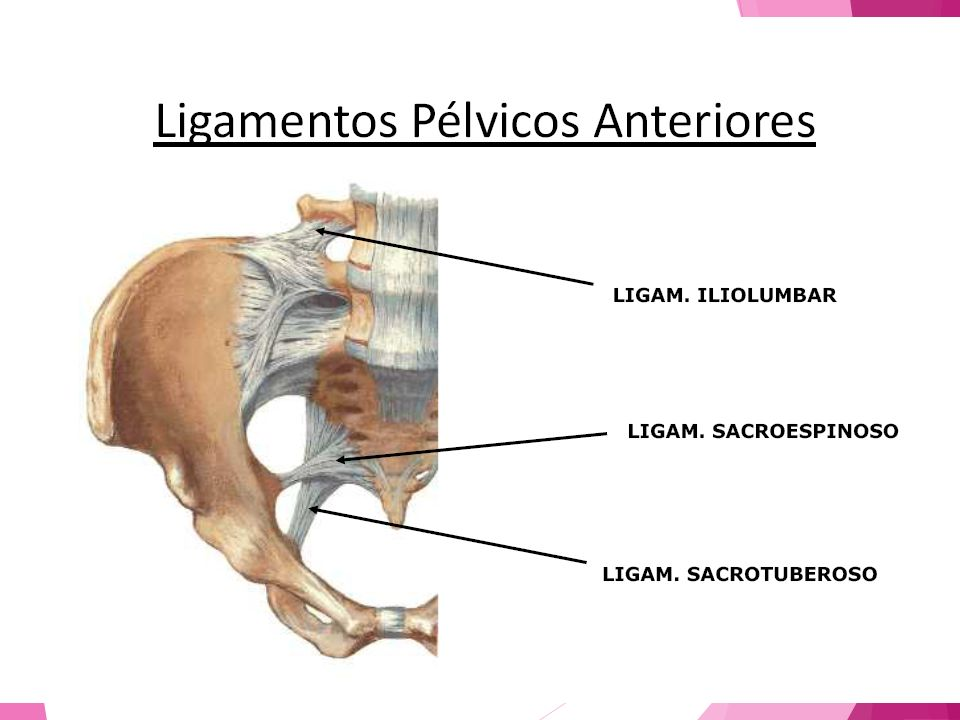 Ligamentos Pélvicos Anteriores
LIGAM. ILIOLUMBAR
LIGAM. SACROESPINOSO
LIGAM. SACROTUBEROSO